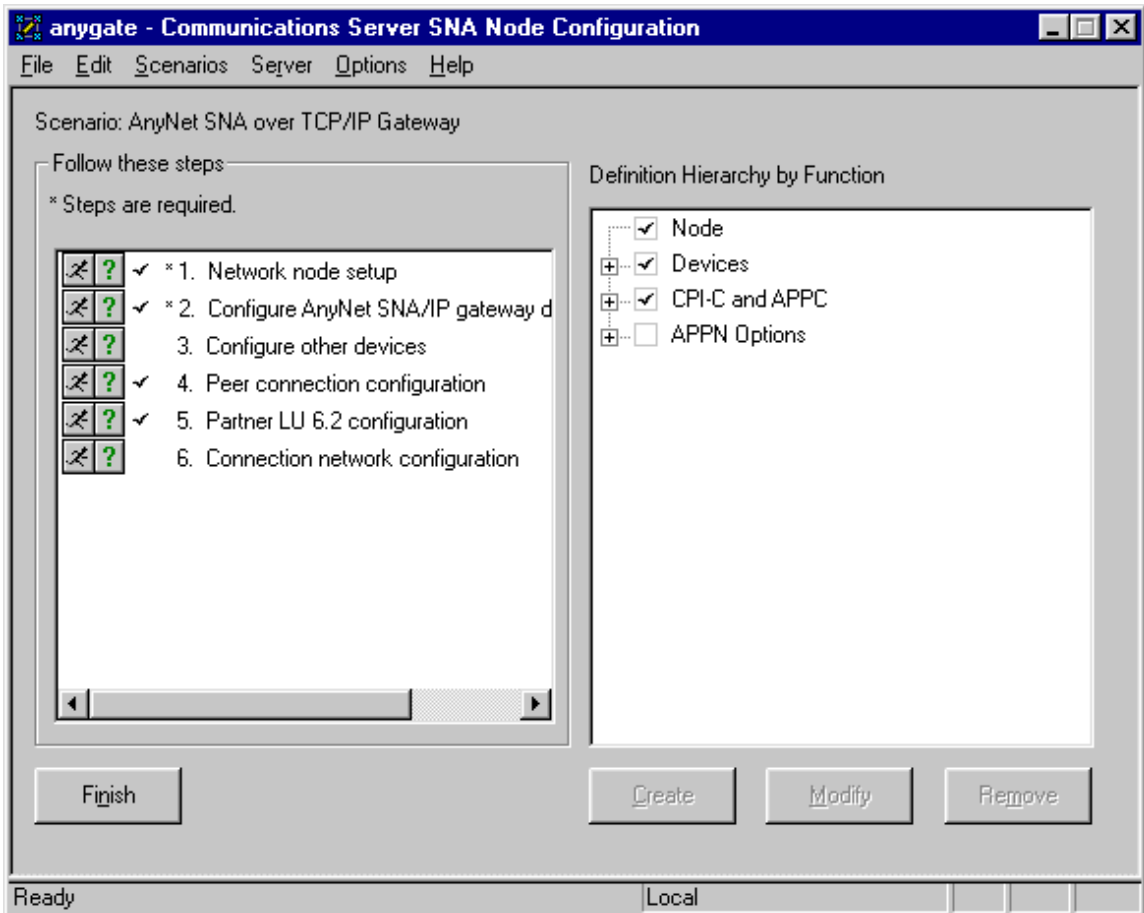 anygate - Communications Server SNA Node Configuration
File Edit Scenarios Server Options Help
Scenario: AnyNet SNA over TCP/IP Gateway
Follow these steps
* Steps are required.
? * 1. Network node setup
? * 2. Configure AnyNet SNA/IP gateway d
? 3. Configure other devices
? 4. Peer connection configuration
? 5. Partner LU 6.2 configuration
? 6. Connection network configuration
Definition Hierarchy by Function
Node
Devices
CPI-C and APPC
APPN Options
Finish
Create Modify Remove
Ready Local